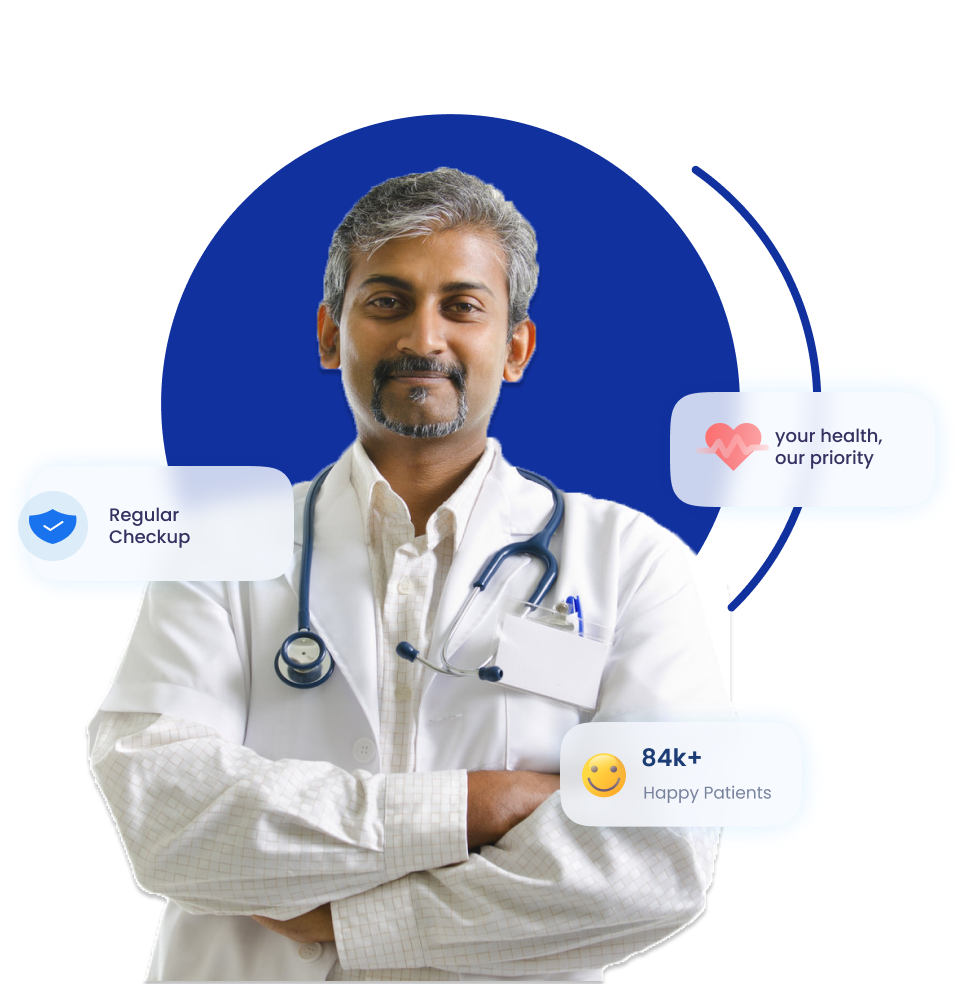 your health,
our priority
Regular
Checkup
84k+
Happy Patients